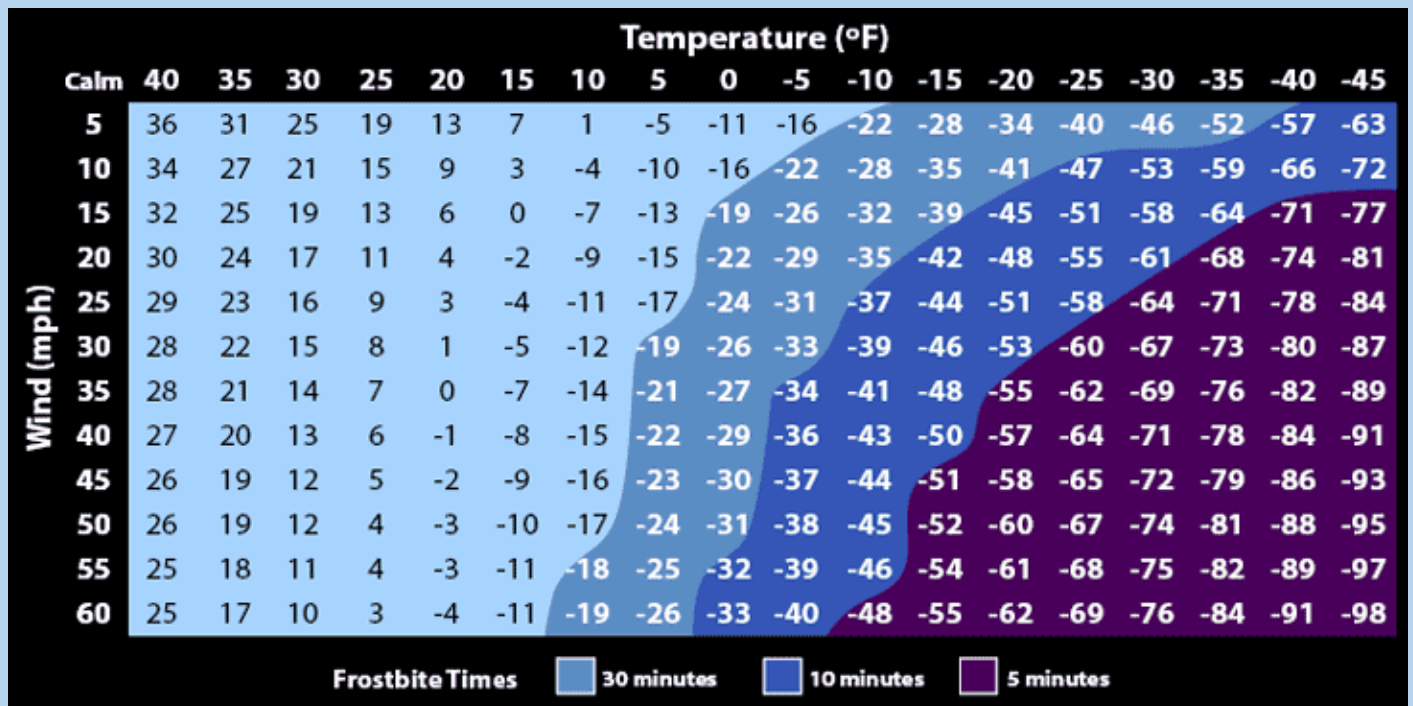 Temperature (ºF)
Calm 40 35 30 25 20 15 10 5 0 -5 -10 -15 -20 -25 -30 -35 -40 -45
Wind (mph)
5 36 31 25 19 13 7 1 -5 -11 -16 -22 -28 -34 -40 -46 -52 -57 -63
10 34 27 21 15 9 3 -4 -10 -16 -22 -28 -35 -41 -47 -53 -59 -66 -72
15 32 25 19 13 6 0 -7 -13 -19 -26 -32 -39 -45 -51 -58 -64 -71 -77
20 30 24 17 11 4 -2 -9 -15 -22 -29 -35 -42 -48 -55 -61 -68 -74 -81
25 29 23 16 9 3 -4 -11 -17 -24 -31 -37 -44 -51 -58 -64 -71 -78 -84
30 28 22 15 8 1 -5 -12 -19 -26 -33 -39 -46 -53 -60 -67 -73 -80 -87
35 28 21 14 7 0 -7 -14 -21 -27 -34 -41 -48 -55 -62 -69 -76 -82 -89
40 27 20 13 6 -1 -8 -15 -22 -29 -36 -43 -50 -57 -64 -71 -78 -84 -91
45 26 19 12 5 -2 -9 -16 -23 -30 -37 -44 -51 -58 -65 -72 -79 -86 -93
50 26 19 12 4 -3 -10 -17 -24 -31 -38 -45 -52 -60 -67 -74 -81 -88 -95
55 25 18 11 4 -3 -11 -18 -25 -32 -39 -46 -54 -61 -68 -75 -82 -89 -97
60 25 17 10 3 -4 -11 -19 -26 -33 -40 -48 -55 -62 -69 -76 -84 -91 -98
Frostbite Times 30 minutes 10 minutes 5 minutes